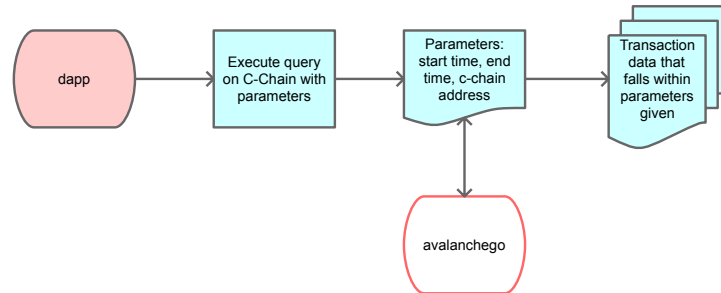 dapp
Execute query
on C-Chain with
parameters
Parameters:
start time, end
time, c-chain
address
Transaction
data that
falls within
parameters
given
avalanchego